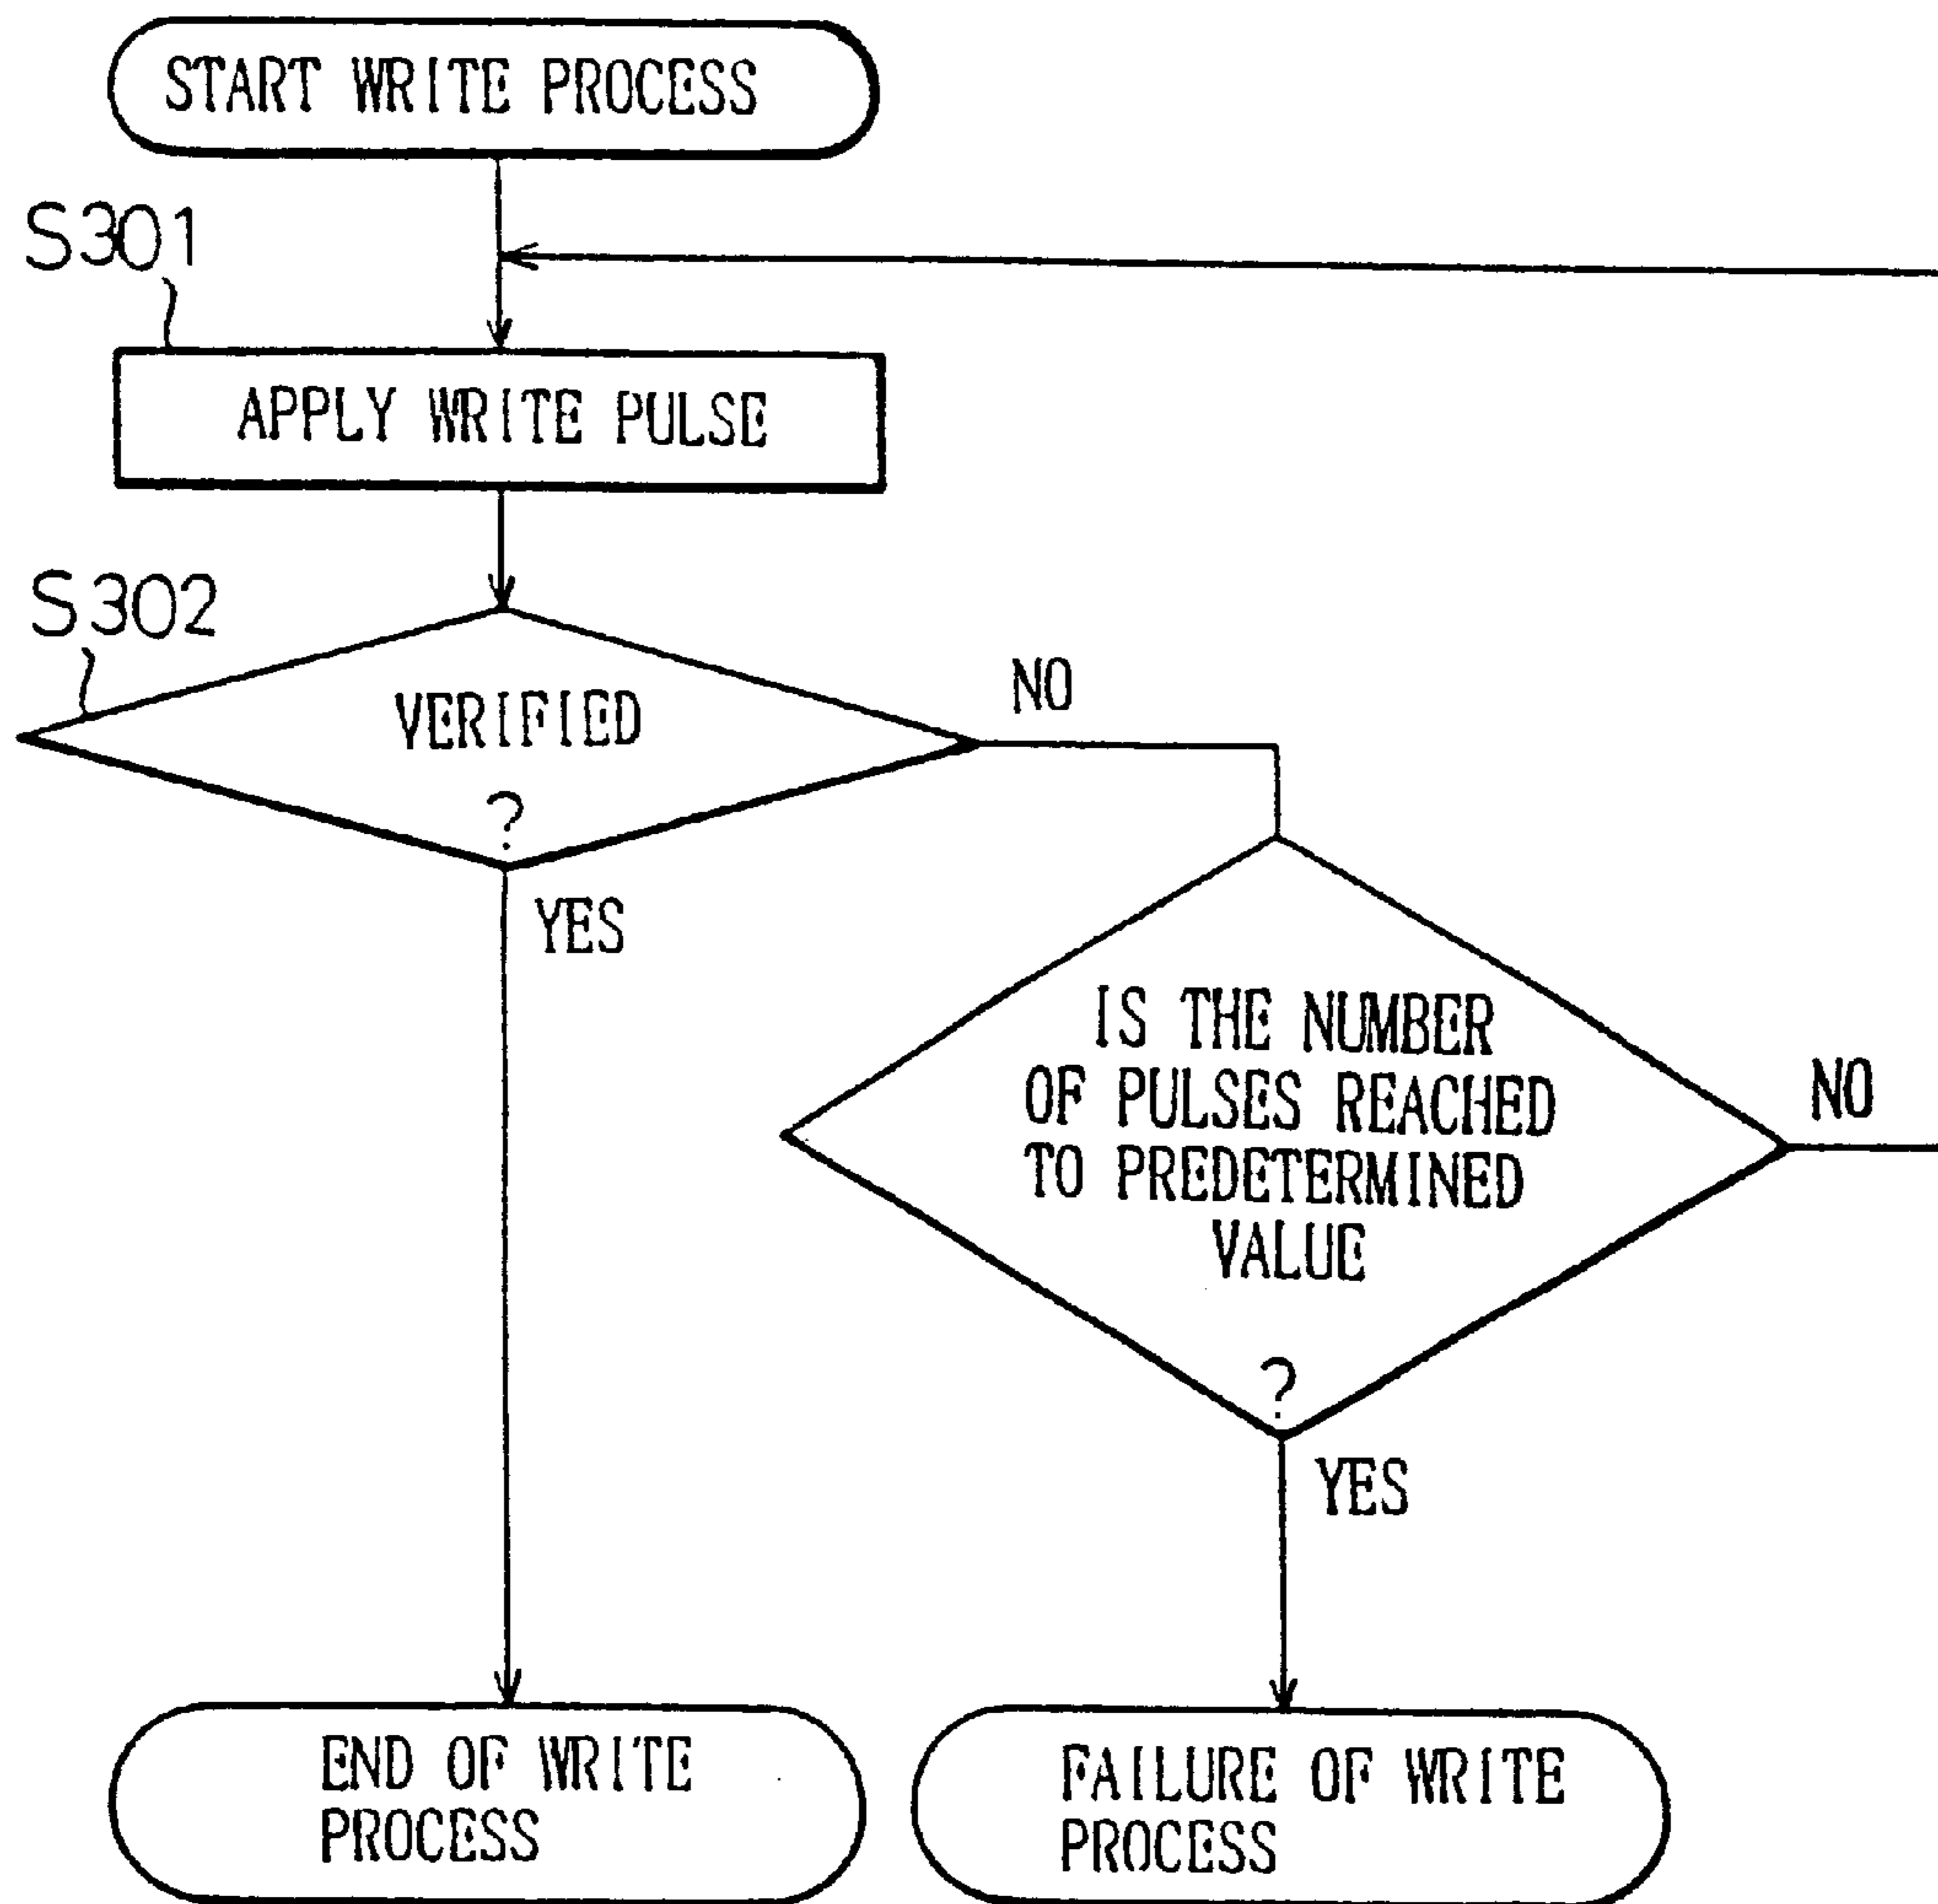 START WRITE PROCESS
S301
APPLY WRITE PULSE
S302
VERIFIED
?
NO
YES
IS THE NUMBER
OF PULSES REACHED
TO PREDETERMINED
VALUE
?
NO
YES
END OF WRITE
PROCESS
FAILURE OF WRITE
PROCESS